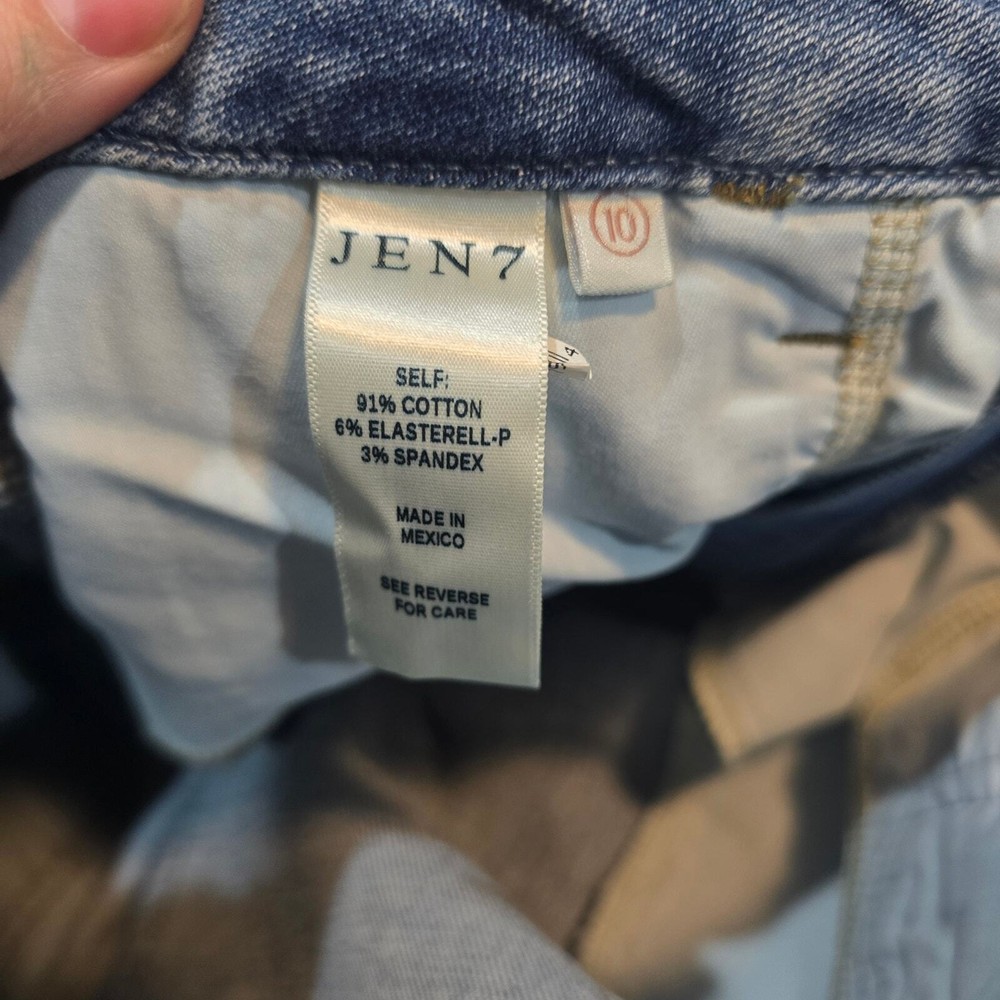 JEN7
10
SELF:
91% COTTON
6% ELASTERELL-P
3% SPANDEX
MADE IN
MEXICO
SEE REVERSE
FOR CARE